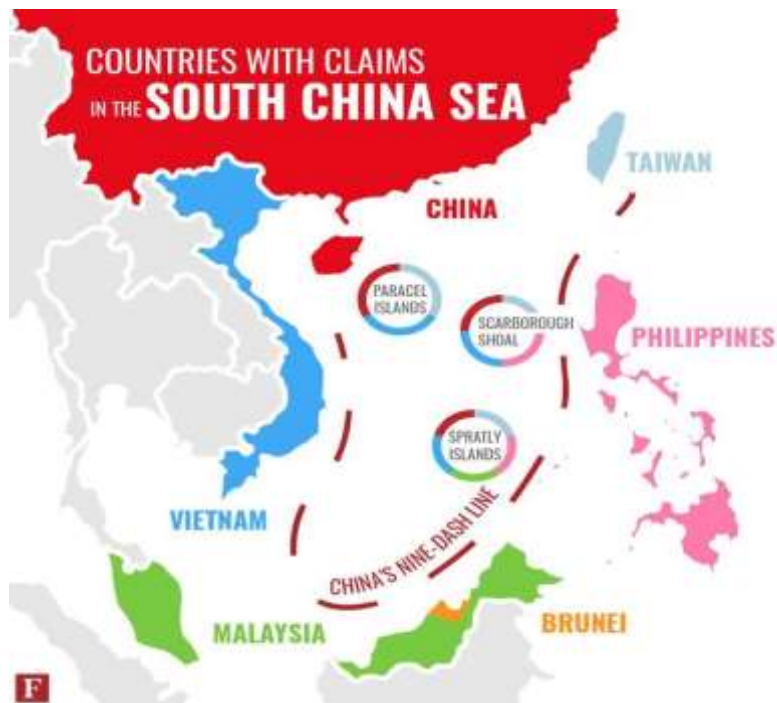 COUNTRIES WITH CLAIMS
IN THE SOUTH CHINA SEA
TAIWAN
CHINA
PARACEL
ISLANDS
SCARBOROUGH
SHOAL
PHILIPPINES
SPRATLY
ISLANDS
VIETNAM
CHINA'S NINE-DASH LINE
MALAYSIA
BRUNEI
F